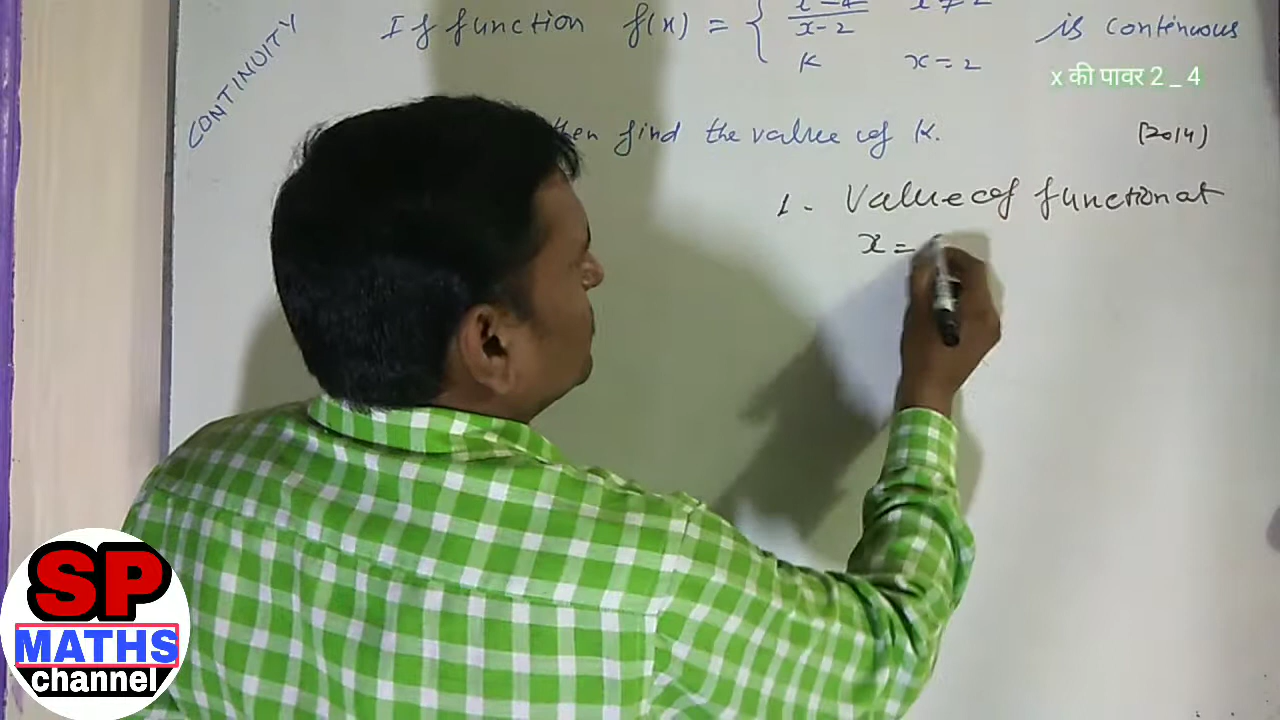 CONTINUITY
If function f(x) = { x-4/x-2 x≠2 is continuous
K x=2
x की पावर 2 _ 4
then find the value of K. (2014)
1. Value of function at
x=
SP
MATHS
channel